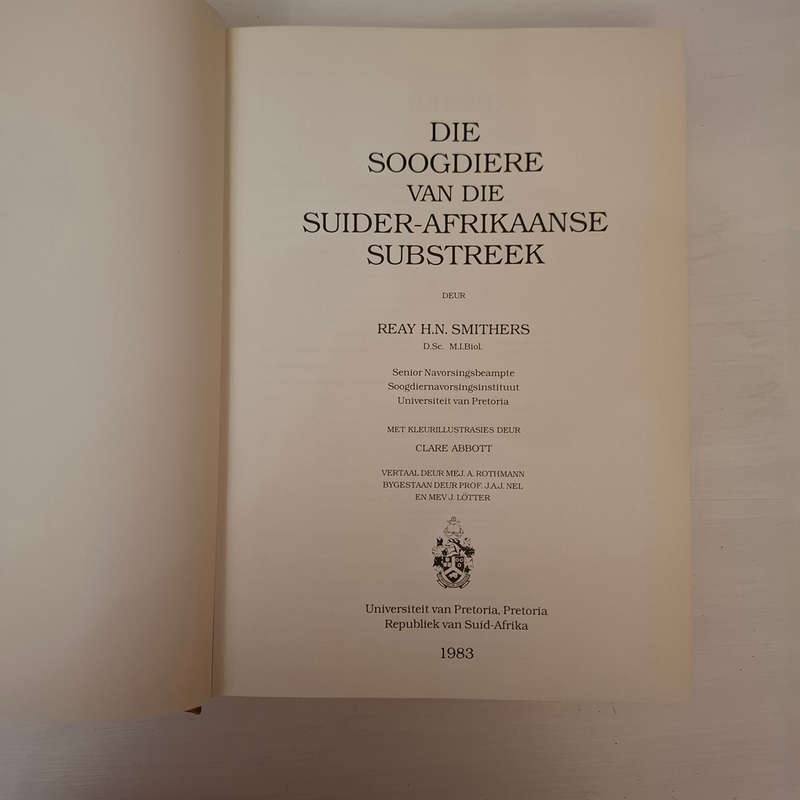 DIE
SOOGDIERE
VAN DIE
SUIDER-AFRIKAANSE
SUBSTREEK
DEUR
REAY H.N. SMITHERS
D.Sc. M.I.Biol.
Senior Navorsingsbeampte
Soogdiernavorsingsinstituut
Universiteit van Pretoria
MET KLEURILLUSTRASIES DEUR
CLARE ABBOTT
VERTAAL DEUR MEJ. A. ROTHMANN
BYGESTAAN DEUR PROF. J.A.J. NEL
EN MEV J. LÖTTER
Universiteit van Pretoria, Pretoria
Republiek van Suid-Afrika
1983